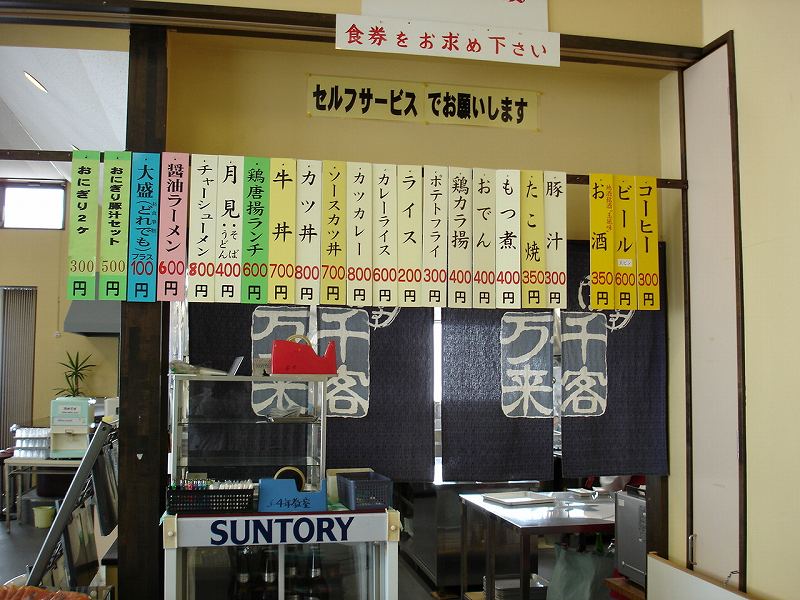 食券をお求め下さい
セルフサービスでお願いします
コーヒー 300円
ビール 600円
お酒 350円
豚汁 300円
たこ焼 350円
もつ煮 400円
おでん 400円
鶏カラ揚 400円
ポテトフライ 300円
ライス 200円
カレーライス 600円
カツカレー 800円
ソースカツ丼 700円
カツ丼 800円
牛丼 700円
・鶏唐揚ランチ 600円
月見・そば・うどん 400円
チャーシューメン 800円
醤油ラーメン 600円
大盛(どれでも) プラス 100円
おにぎり豚汁セット 500円
おにぎり2ケ 300円
千客万来
千客万来
SUNTORY